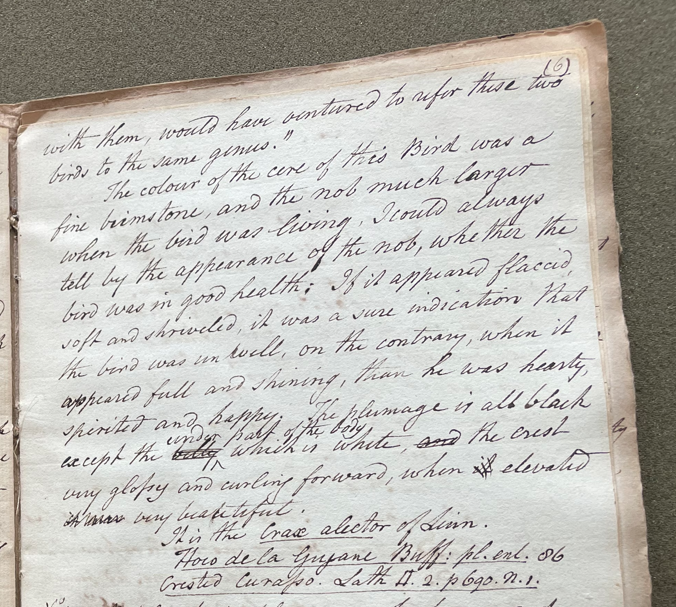 (6)
with them, would have ventured to refer these two
birds to the same genus."
The colour of the cere of this Bird was a
fine brimstone, and the nob much larger
when the bird was living, I could always
tell by the appearance of the nob, whether the
bird was in good health: If it appeared flaccid,
soft and shriveled, it was a sure indication that
the bird was unwell, on the contrary, when it
appeared full and shining, than he was hearty,
spirited and happy. The plumage is all black
under part of the body
except the belly which is white, and the crest
very glossy and curling forward, when elevated
very beautiful.
It is the Crax alector of Linn.
Hoco de la Guyane Buff: pl. enl. 86
Crested Curasso. Lath II. 2. p 690. n. 1.